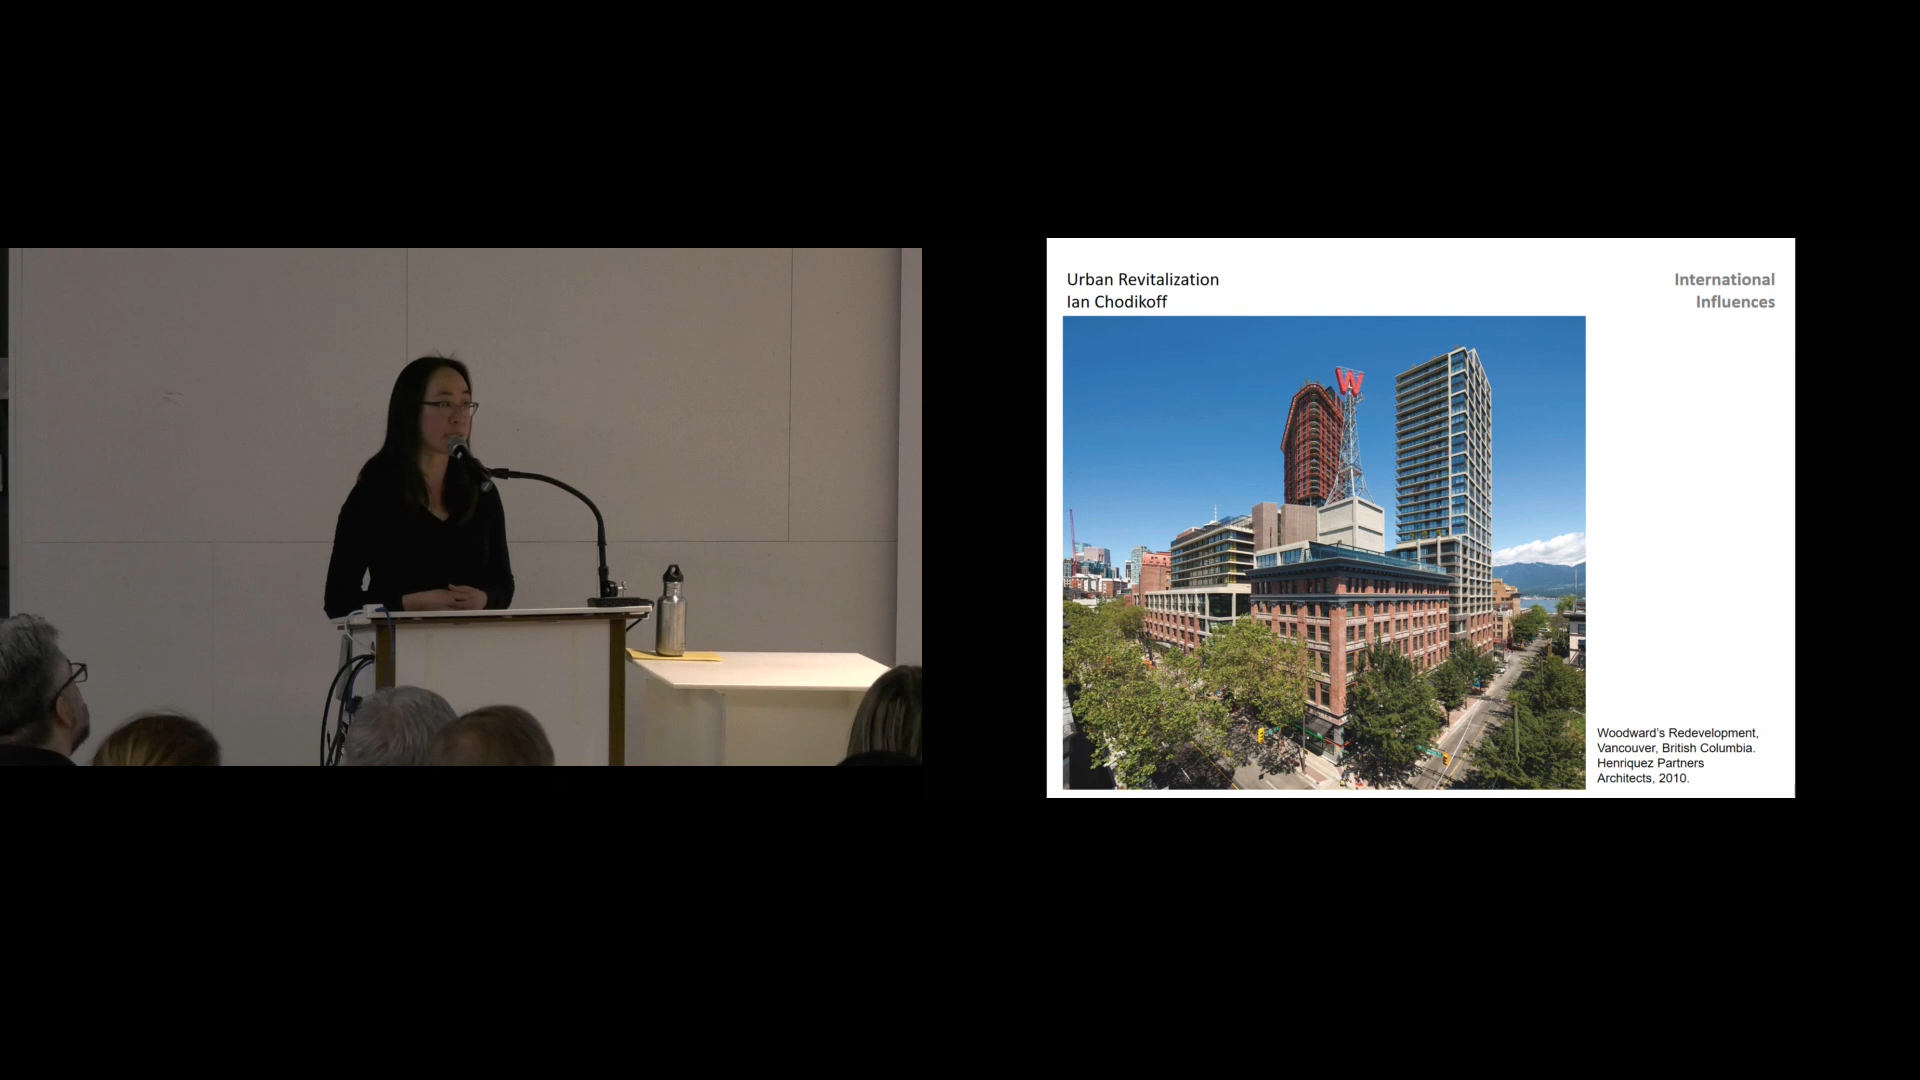 Urban Revitalization
Ian Chodikoff
International
Influences
W
Woodward's Redevelopment,
Vancouver, British Columbia.
Henriquez Partners
Architects, 2010.